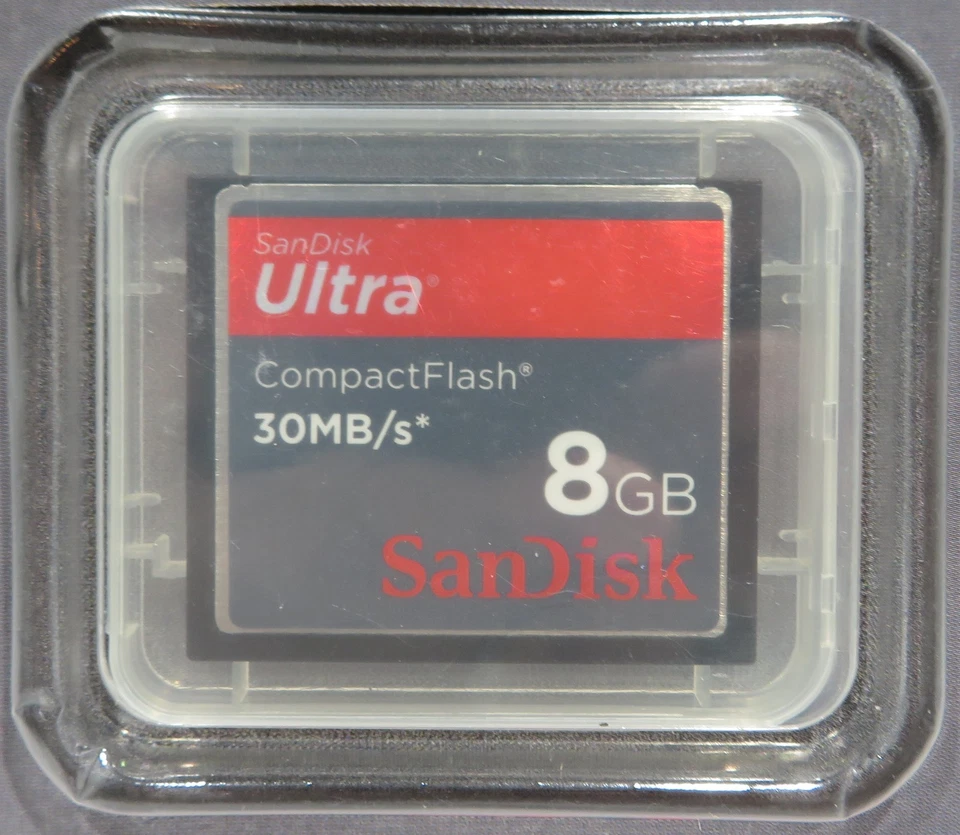 SanDisk
Ultra®
CompactFlash®
30MB/s*
8GB
SanDisk